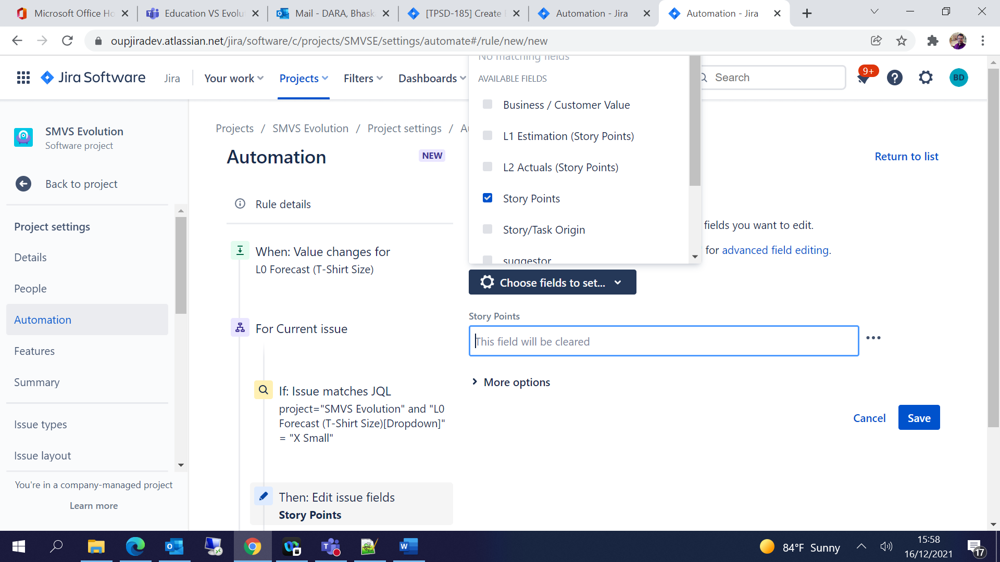 Microsoft Office Ho
Education VS Evolu
Mail - DARA, Bhask
[TPSD-185] Create
Automation - Jira
Automation - Jira
oupjiradev.atlassian.net/jira/software/c/projects/SMVSE/settings/automate#/rule/new/new
Jira Software
Jira
Your work
Projects
Filters
Dashboards
Search
9+
BD
No matching fields
AVAILABLE FIELDS
Business / Customer Value
L1 Estimation (Story Points)
L2 Actuals (Story Points)
Story Points
Story/Task Origin
suggestor
SMVS Evolution
Software project
Back to project
Project settings
Details
People
Automation
Features
Summary
Issue types
Issue layout
You're in a company-managed project
Learn more
Projects / SMVS Evolution / Project settings /
Automation
NEW
Return to list
Rule details
When: Value changes for
L0 Forecast (T-Shirt Size)
For Current issue
If: Issue matches JQL
project="SMVS Evolution" and "L0
Forecast (T-Shirt Size)[Dropdown]"
= "X Small"
Then: Edit issue fields
Story Points
fields you want to edit.
for advanced field editing.
Choose fields to set...
Story Points
This field will be cleared
More options
Cancel
Save
84°F Sunny
15:58
16/12/2021
17